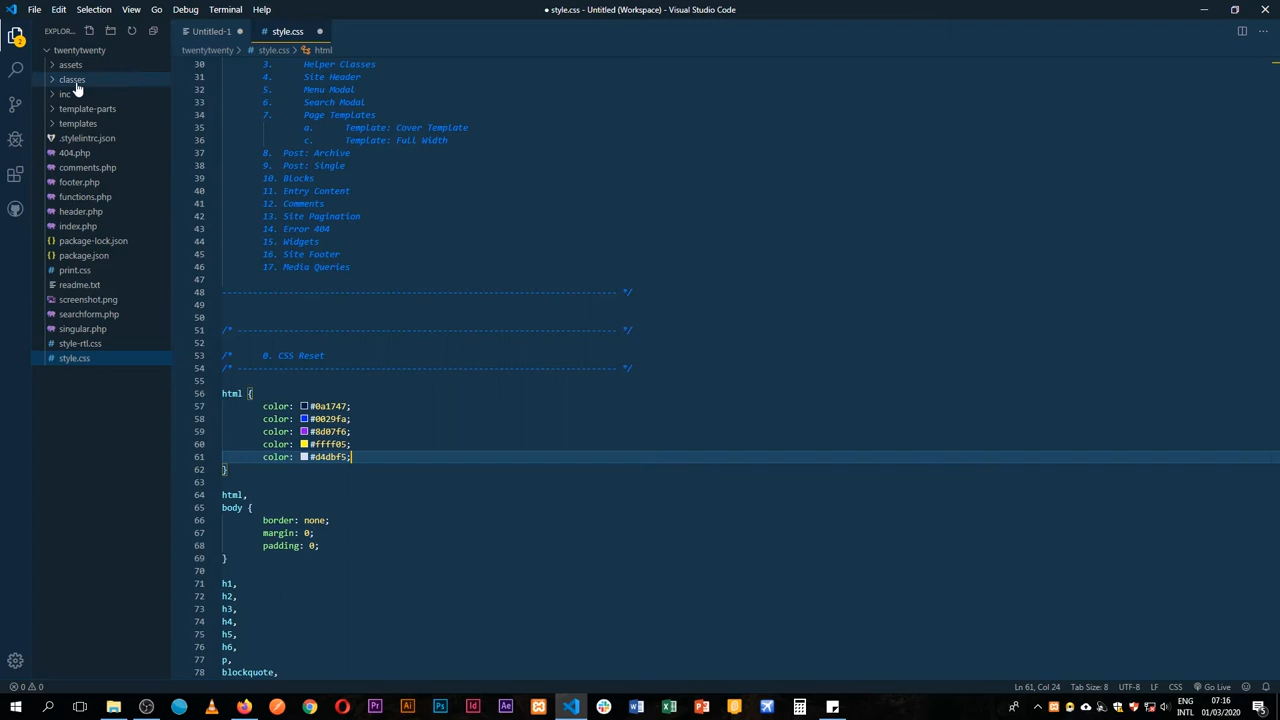 File Edit Selection View Go Debug Terminal Help
● style.css - Untitled (Workspace) - Visual Studio Code
EXPLOR...
Untitled-1
style.css
twentytwenty > style.css > html
twentytwenty
assets
classes
inc
template-parts
templates
.stylelintrc.json
404.php
comments.php
footer.php
functions.php
header.php
index.php
package-lock.json
package.json
print.css
readme.txt
screenshot.png
searchform.php
singular.php
style-rtl.css
style.css
2
30 3. Helper Classes
31 4. Site Header
32 5. Menu Modal
33 6. Search Modal
34 7. Page Templates
35 a. Template: Cover Template
36 c. Template: Full Width
37 8. Post: Archive
38 9. Post: Single
39 10. Blocks
40 11. Entry Content
41 12. Comments
42 13. Site Pagination
43 14. Error 404
44 15. Widgets
45 16. Site Footer
46 17. Media Queries
47
48 ----------------------------------------------------------------------------- */
49
50
51 /* -------------------------------------------------------------------------- */
52
53 /* 0. CSS Reset
54 /* -------------------------------------------------------------------------- */
55
56 html {
57 color: #0a1747;
58 color: #0029fa;
59 color: #8d07f6;
60 color: #ffff05;
61 color: #d4dbf5;
62 }
63
64 html,
65 body {
66 border: none;
67 margin: 0;
68 padding: 0;
69 }
70
71 h1,
72 h2,
73 h3,
74 h4,
75 h5,
76 h6,
77 p,
78 blockquote,
0 0
Ln 61, Col 24 Tab Size: 8 UTF-8 LF CSS Go Live
Pr Ai Ps Id Ae
ENG
INTL
07:16
01/03/2020